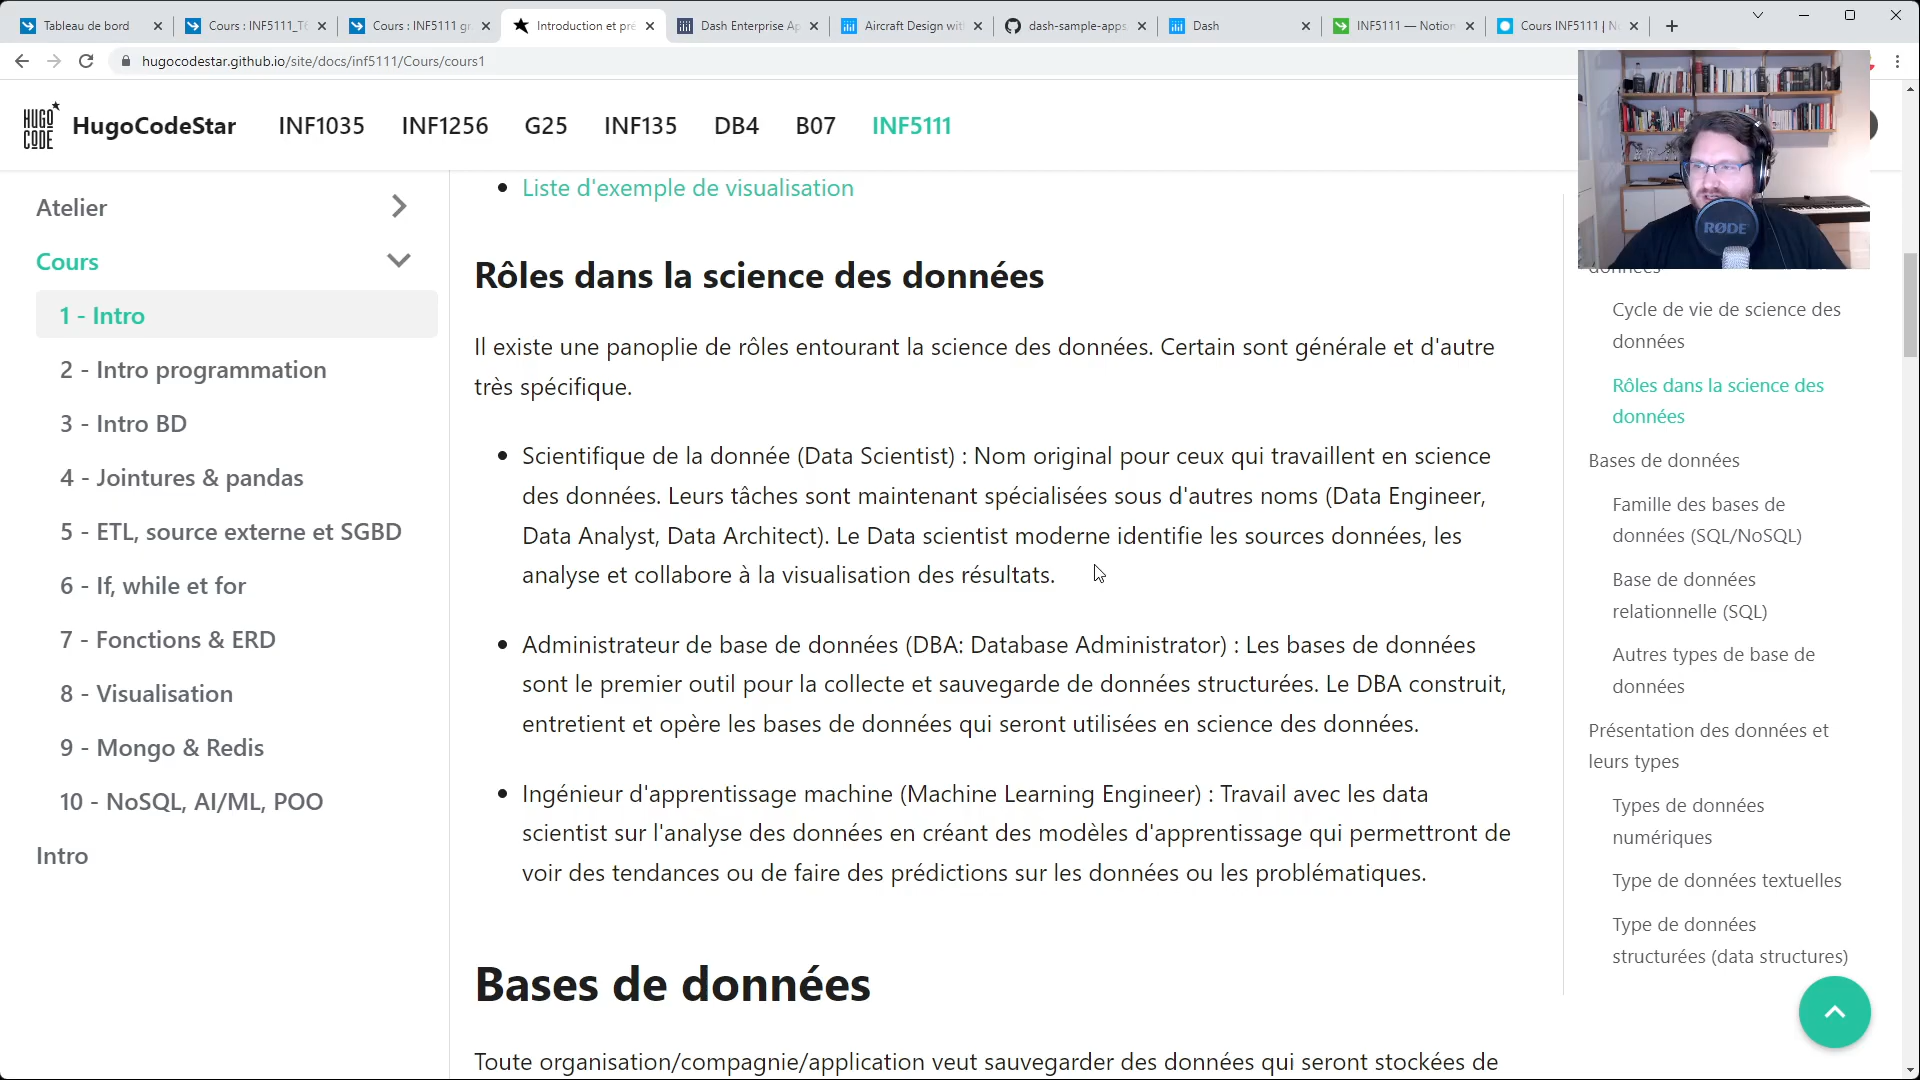 Tableau de bord
Cours : INF5111_T6
Cours : INF5111 gr
Introduction et pré
Dash Enterprise Ap
Aircraft Design with
dash-sample-apps
Dash
INF5111 — Notion
Cours INF5111 | N
hugocodestar.github.io/site/docs/inf5111/Cours/cours1
HUGO
CODE
HugoCodeStar
INF1035
INF1256
G25
INF135
DB4
B07
INF5111
Atelier
Cours
1 - Intro
2 - Intro programmation
3 - Intro BD
4 - Jointures & pandas
5 - ETL, source externe et SGBD
6 - If, while et for
7 - Fonctions & ERD
8 - Visualisation
9 - Mongo & Redis
10 - NoSQL, AI/ML, POO
Intro
Liste d'exemple de visualisation
Rôles dans la science des données
Il existe une panoplie de rôles entourant la science des données. Certain sont générale et d'autre
très spécifique.
Scientifique de la donnée (Data Scientist) : Nom original pour ceux qui travaillent en science
des données. Leurs tâches sont maintenant spécialisées sous d'autres noms (Data Engineer,
Data Analyst, Data Architect). Le Data scientist moderne identifie les sources données, les
analyse et collabore à la visualisation des résultats.
Administrateur de base de données (DBA: Database Administrator) : Les bases de données
sont le premier outil pour la collecte et sauvegarde de données structurées. Le DBA construit,
entretient et opère les bases de données qui seront utilisées en science des données.
Ingénieur d'apprentissage machine (Machine Learning Engineer) : Travail avec les data
scientist sur l'analyse des données en créant des modèles d'apprentissage qui permettront de
voir des tendances ou de faire des prédictions sur les données ou les problématiques.
Bases de données
Toute organisation/compagnie/application veut sauvegarder des données qui seront stockées de
RØDE
données
Cycle de vie de science des
données
Rôles dans la science des
données
Bases de données
Famille des bases de
données (SQL/NoSQL)
Base de données
relationnelle (SQL)
Autres types de base de
données
Présentation des données et
leurs types
Types de données
numériques
Type de données textuelles
Type de données
structurées (data structures)